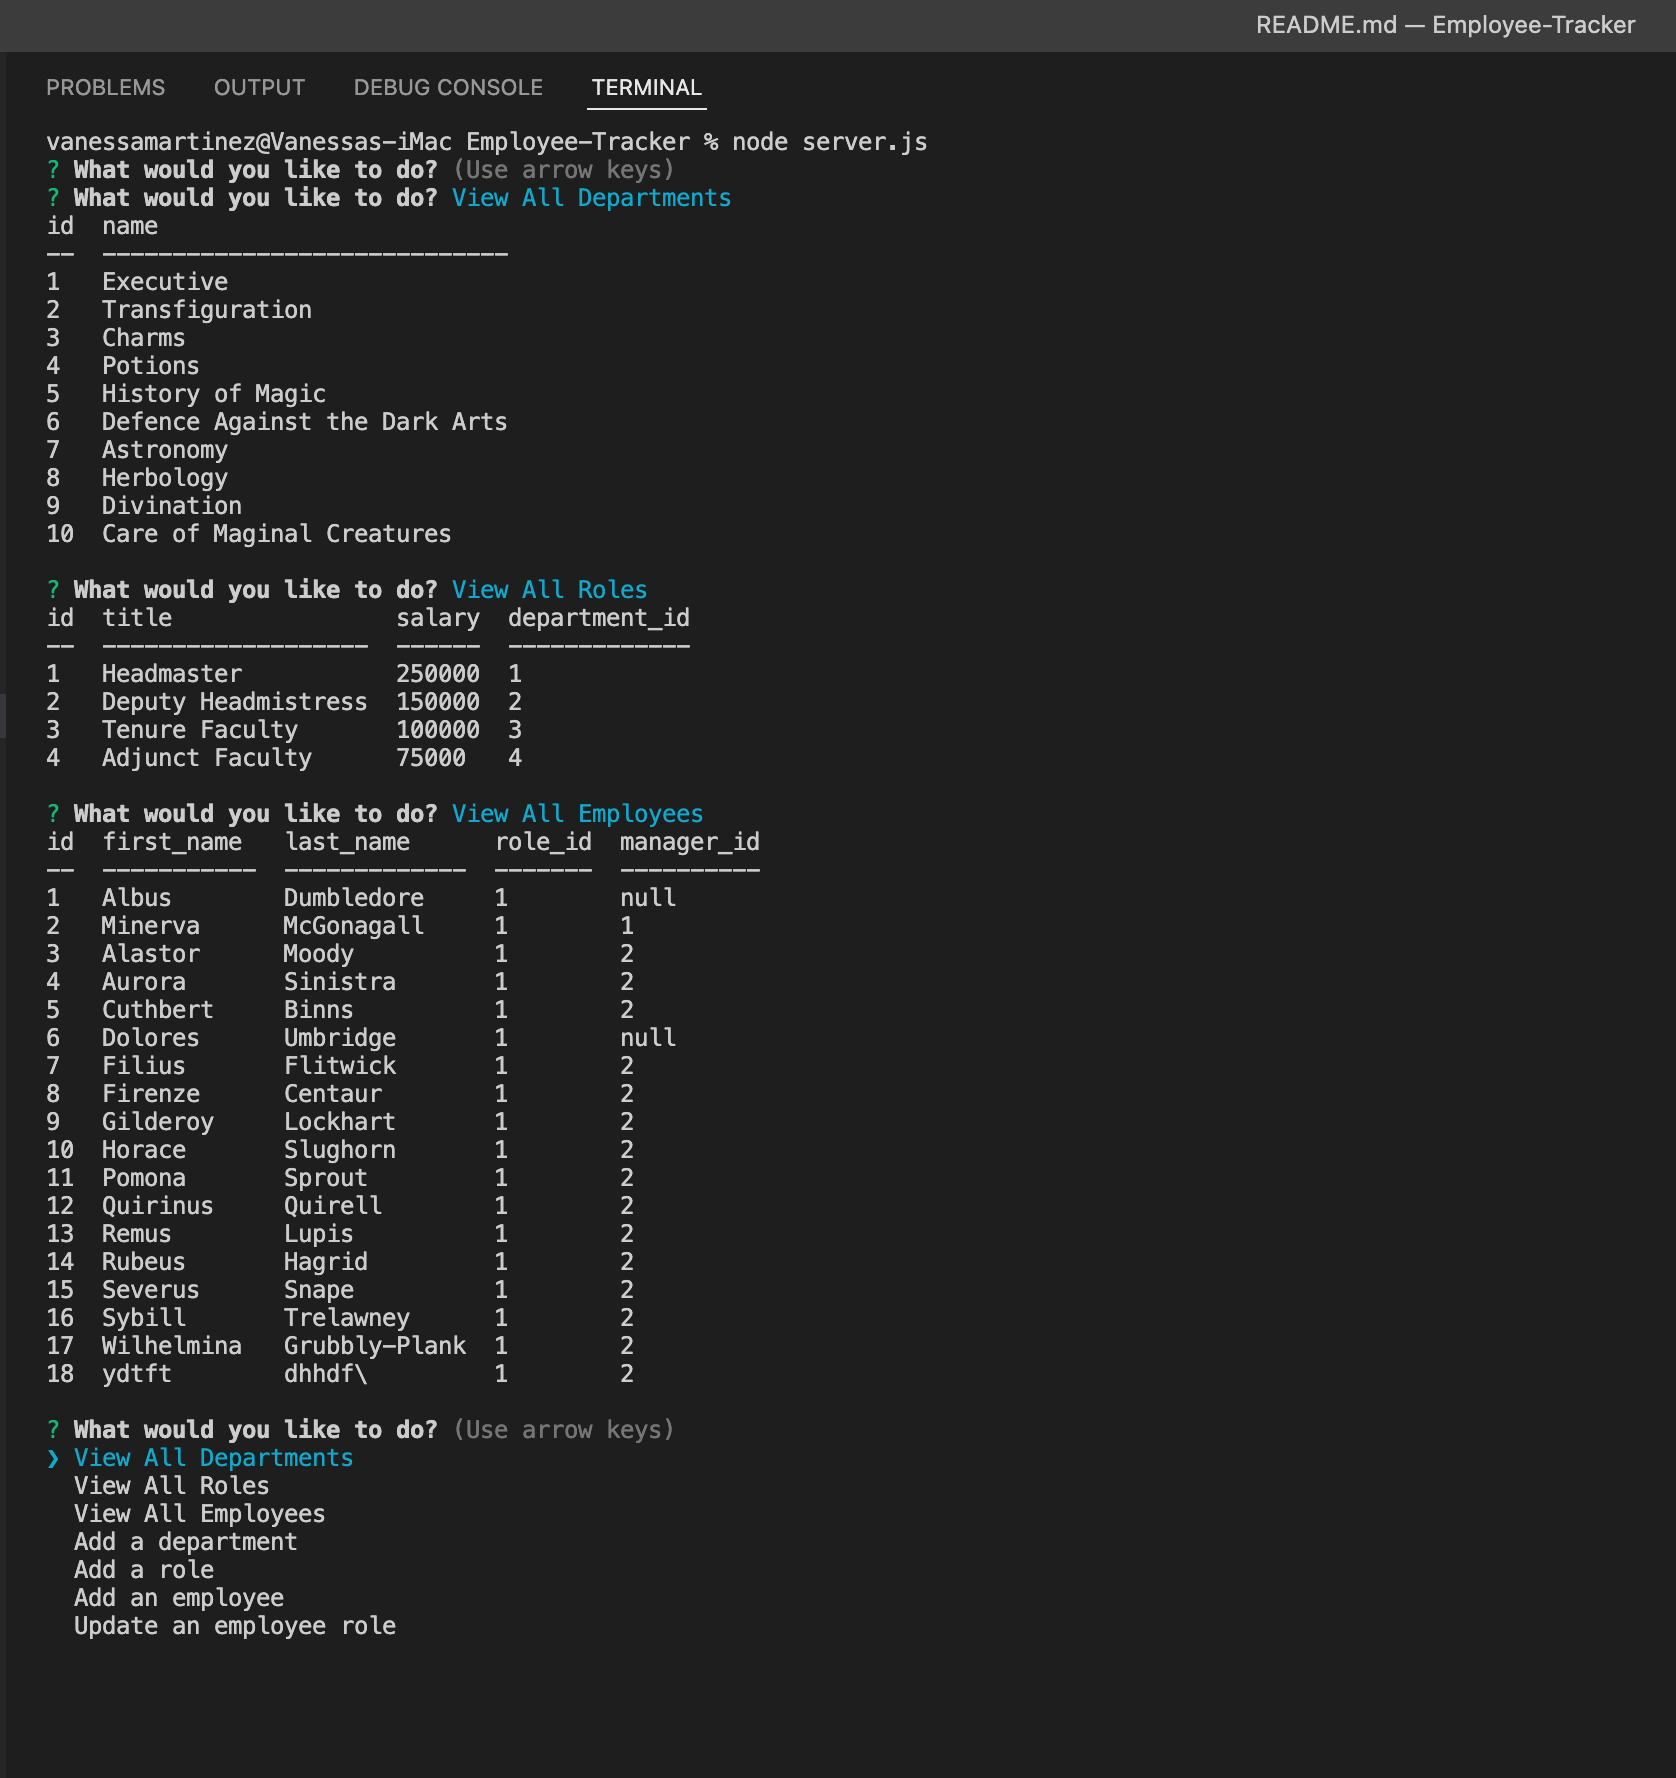 README.md — Employee-Tracker
PROBLEMS OUTPUT DEBUG CONSOLE TERMINAL
vanessamartinez@Vanessas-iMac Employee-Tracker % node server.js
? What would you like to do? (Use arrow keys)
? What would you like to do? View All Departments
id  name
--  -----------------------------
1   Executive
2   Transfiguration
3   Charms
4   Potions
5   History of Magic
6   Defence Against the Dark Arts
7   Astronomy
8   Herbology
9   Divination
10  Care of Maginal Creatures
? What would you like to do? View All Roles
id  title                salary  department_id
--  -------------------  ------  -------------
1   Headmaster           250000  1
2   Deputy Headmistress  150000  2
3   Tenure Faculty       100000  3
4   Adjunct Faculty      75000   4
? What would you like to do? View All Employees
id  first_name   last_name      role_id  manager_id
--  -----------  -------------  -------  ----------
1   Albus        Dumbledore     1        null
2   Minerva      McGonagall     1        1
3   Alastor      Moody          1        2
4   Aurora       Sinistra       1        2
5   Cuthbert     Binns          1        2
6   Dolores      Umbridge       1        null
7   Filius       Flitwick       1        2
8   Firenze      Centaur        1        2
9   Gilderoy     Lockhart       1        2
10  Horace       Slughorn       1        2
11  Pomona       Sprout         1        2
12  Quirinus     Quirell        1        2
13  Remus        Lupis          1        2
14  Rubeus       Hagrid         1        2
15  Severus      Snape          1        2
16  Sybill       Trelawney      1        2
17  Wilhelmina   Grubbly-Plank  1        2
18  ydtft        dhhdf\         1        2
? What would you like to do? (Use arrow keys)
❯ View All Departments
  View All Roles
  View All Employees
  Add a department
  Add a role
  Add an employee
  Update an employee role